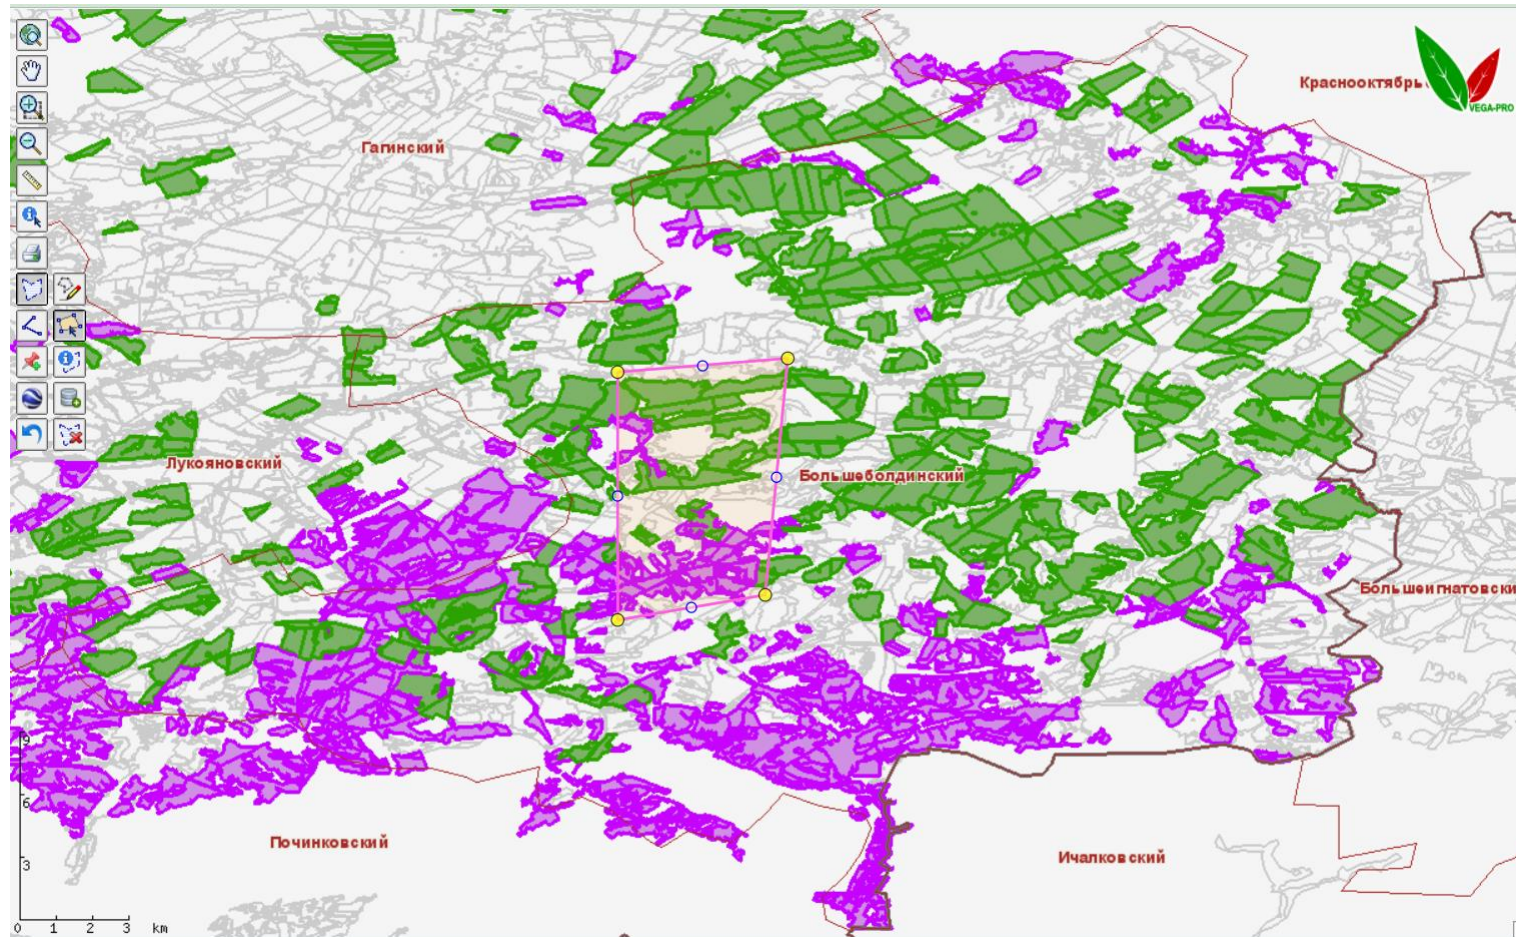 Краснооктябрь
VEGA-PRO
Гагинский
Лукояновский
Большеболдинский
Большеигнатовски
Починковский
Ичалковский
9
6
3
0 1 2 3 km